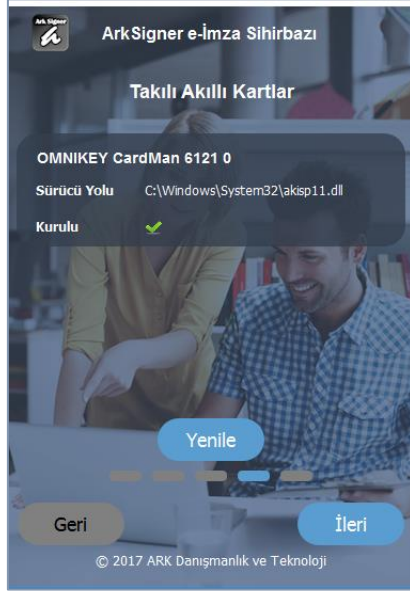 Ark Signer
ArkSigner e-İmza Sihirbazı
Takılı Akıllı Kartlar
OMNIKEY CardMan 6121 0
Sürücü Yolu C:\Windows\System32\akisp11.dll
Kurulu
Yenile
Geri İleri
© 2017 ARK Danışmanlık ve Teknoloji